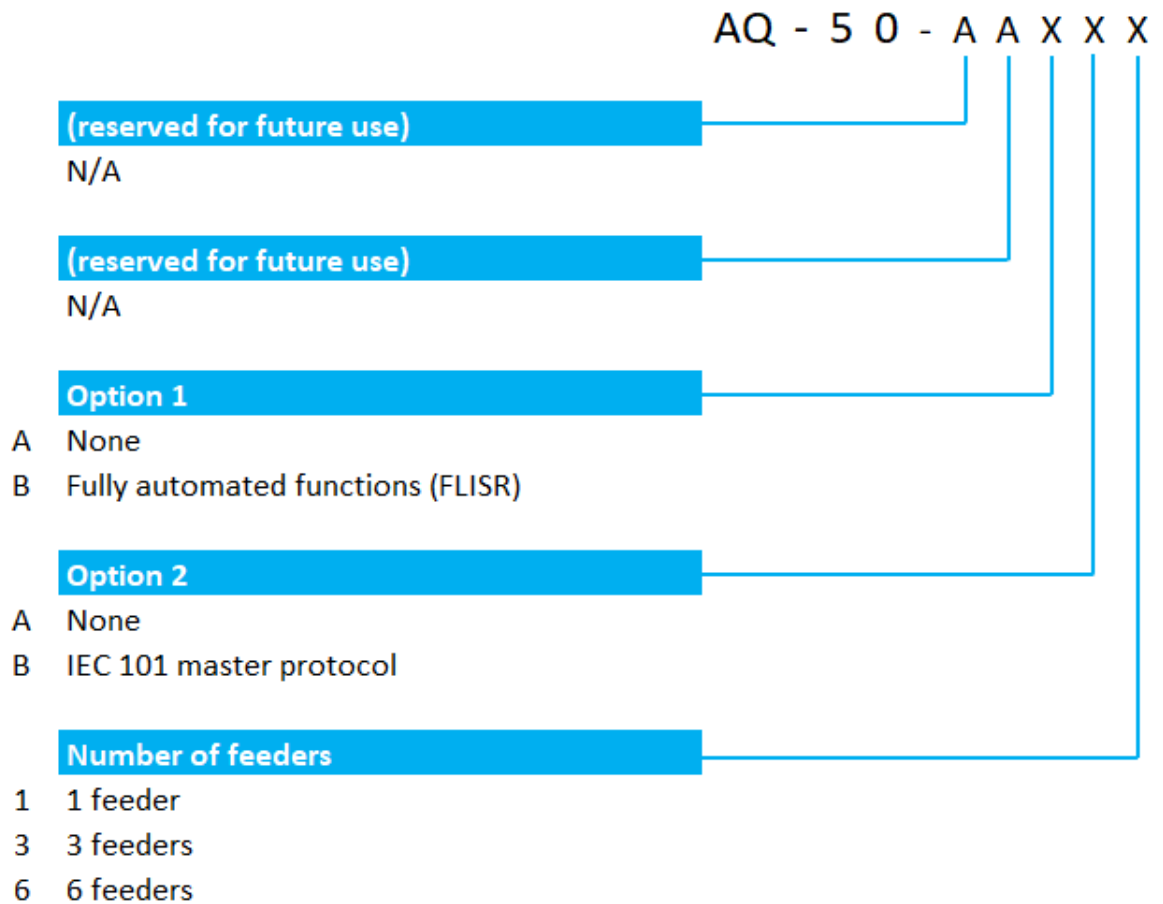 AQ - 5 0 - A A X X X
(reserved for future use)
N/A
(reserved for future use)
N/A
Option 1
A None
B Fully automated functions (FLISR)
Option 2
A None
B IEC 101 master protocol
Number of feeders
1 1 feeder
3 3 feeders
6 6 feeders